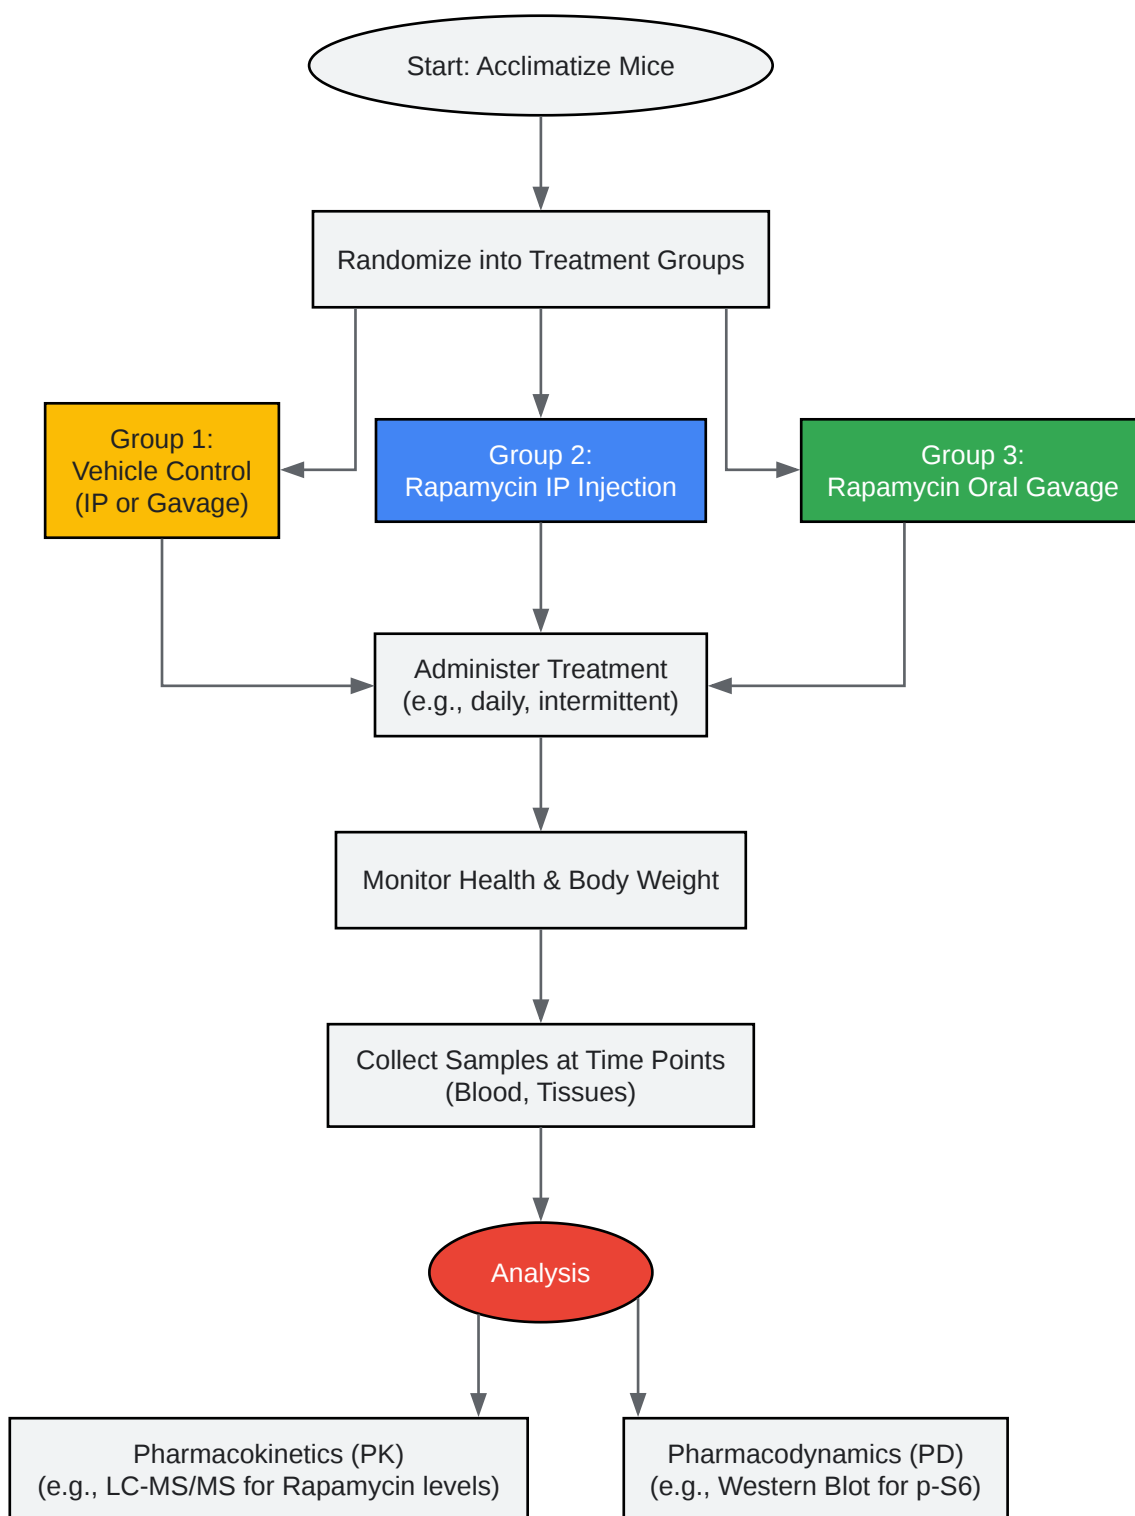 Start: Acclimatize Mice
Randomize into Treatment Groups
Group 1:
Vehicle Control
(IP or Gavage)
Group 2:
Rapamycin IP Injection
Group 3:
Rapamycin Oral Gavage
Administer Treatment
(e.g., daily, intermittent)
Monitor Health & Body Weight
Collect Samples at Time Points
(Blood, Tissues)
Analysis
Pharmacokinetics (PK)
(e.g., LC-MS/MS for Rapamycin levels)
Pharmacodynamics (PD)
(e.g., Western Blot for p-S6)